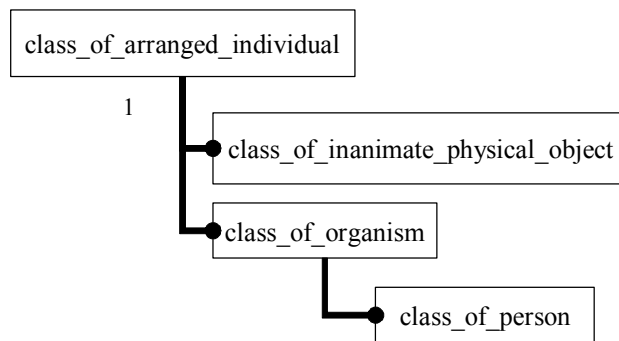 class_of_arranged_individual
1
class_of_inanimate_physical_object
class_of_organism
class_of_person